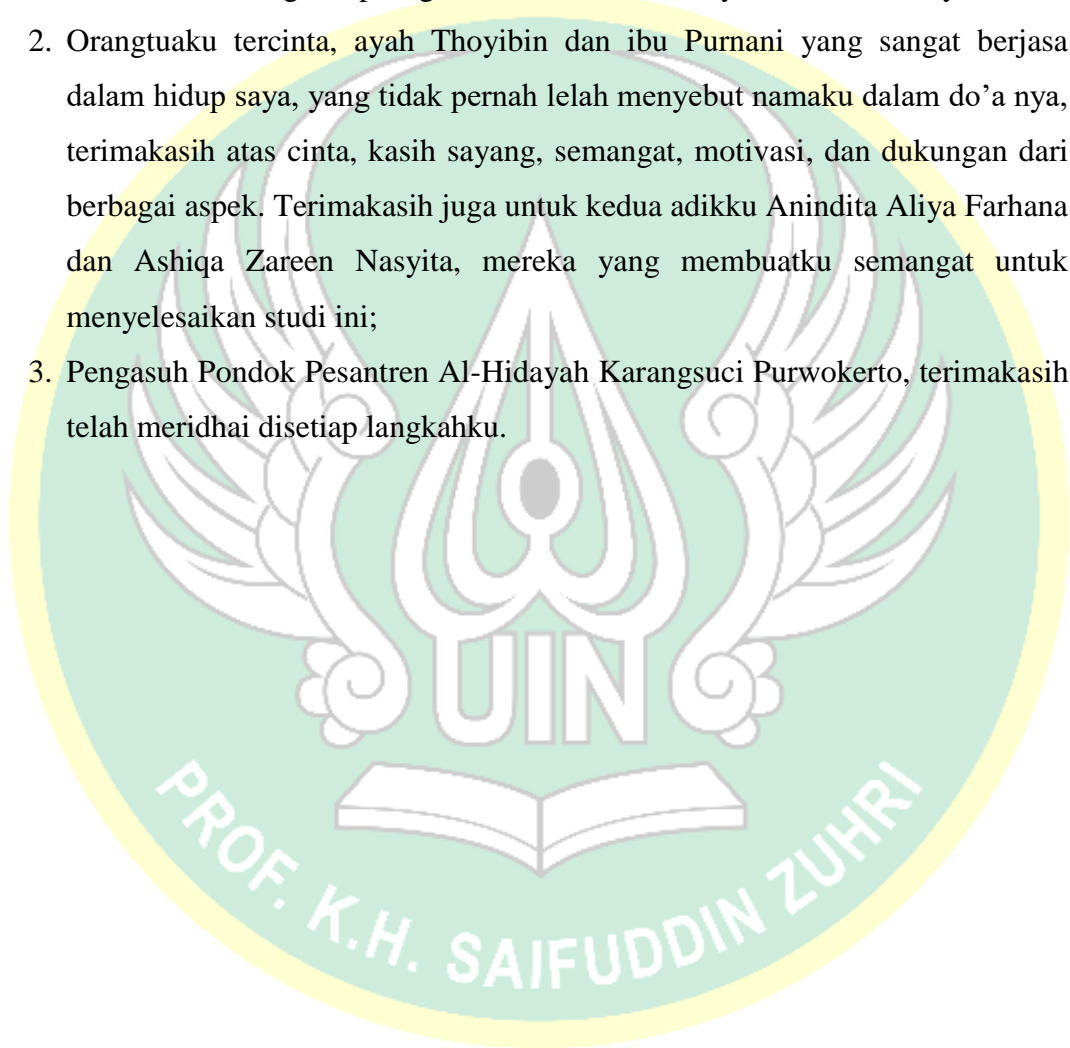 2. Orangtuaku tercinta, ayah Thoyibin dan ibu Purnani yang sangat berjasa
dalam hidup saya, yang tidak pernah lelah menyebut namaku dalam do’a nya,
terimakasih atas cinta, kasih sayang, semangat, motivasi, dan dukungan dari
berbagai aspek. Terimakasih juga untuk kedua adikku Anindita Aliya Farhana
dan Ashiqa Zareen Nasyita, mereka yang membuatku semangat untuk
menyelesaikan studi ini;
3. Pengasuh Pondok Pesantren Al-Hidayah Karangsuci Purwokerto, terimakasih
telah meridhai disetiap langkahku.
UIN
PROF. K.H. SAIFUDDIN ZUHRI